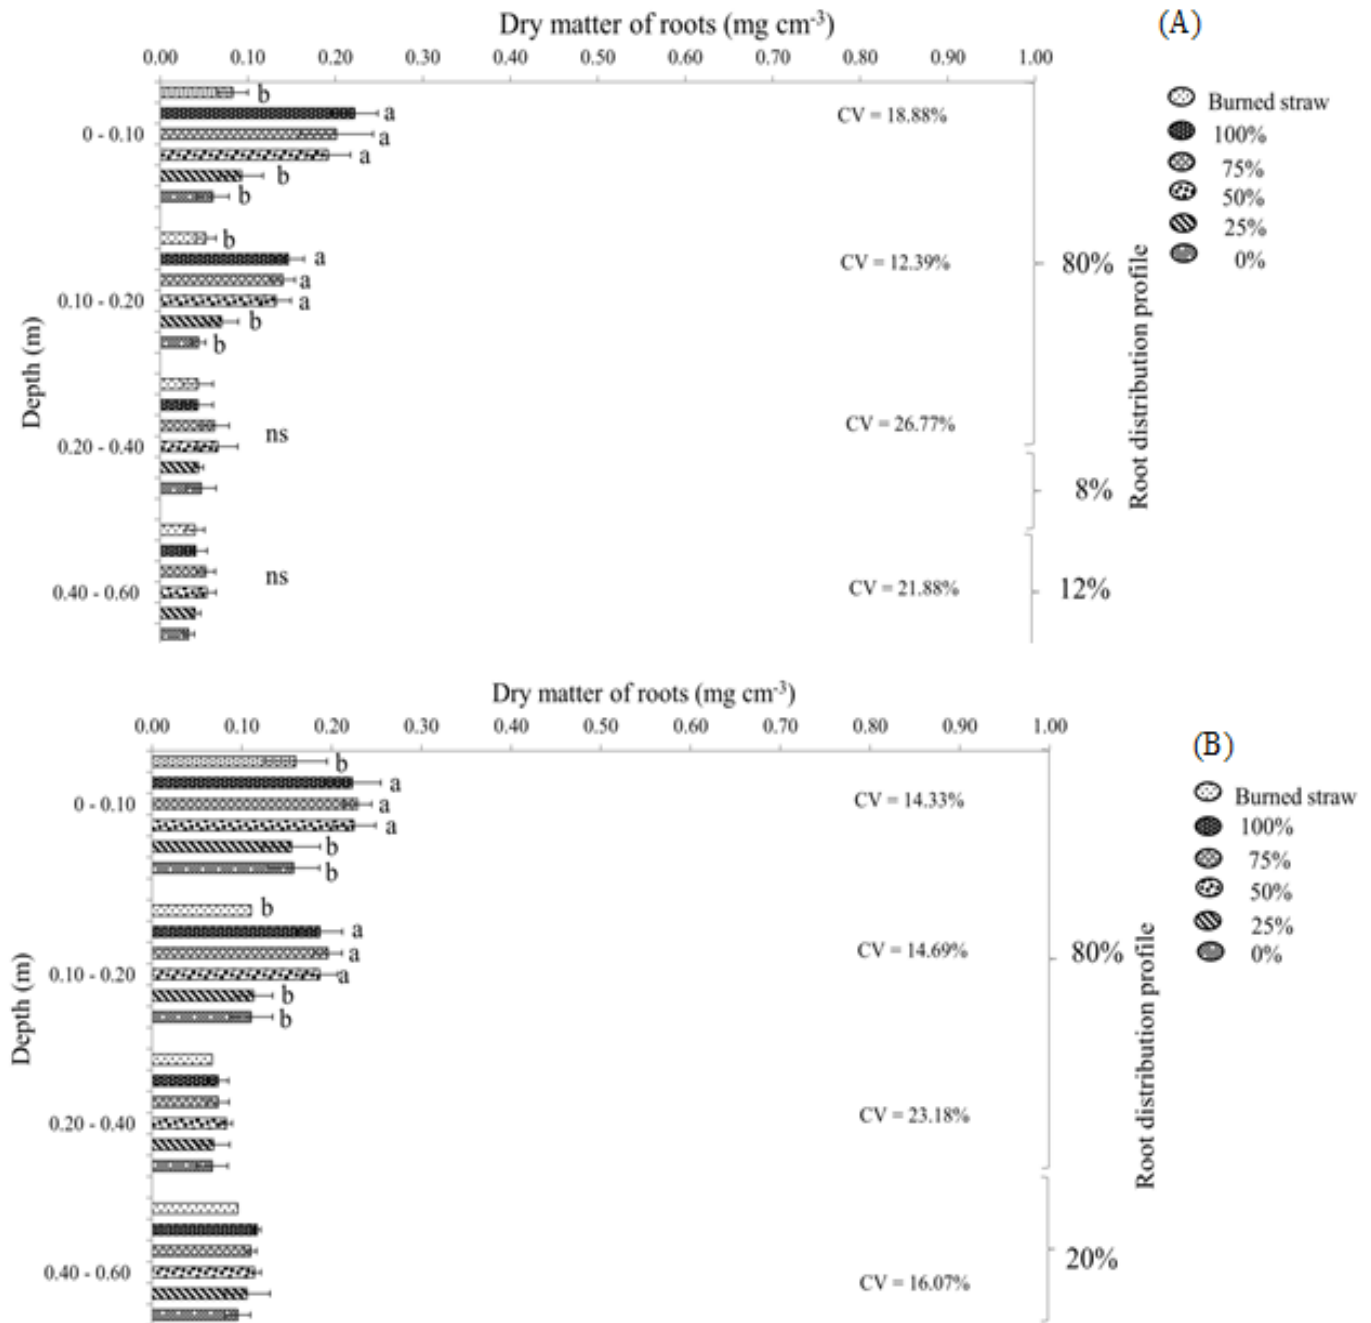 Dry matter of roots (mg cm-3)
(A)
0.00 0.10 0.20 0.30 0.40 0.50 0.60 0.70 0.80 0.90 1.00
b
a
a
a
b
b
0 - 0.10
CV = 18.88%
Burned straw
100%
75%
50%
25%
0%
b
a
a
a
b
b
0.10 - 0.20
CV = 12.39%
80%
ns
0.20 - 0.40
CV = 26.77%
8%
ns
0.40 - 0.60
CV = 21.88%
12%
Depth (m)
Root distribution profile
Dry matter of roots (mg cm-3)
(B)
0.00 0.10 0.20 0.30 0.40 0.50 0.60 0.70 0.80 0.90 1.00
b
a
a
a
b
b
0 - 0.10
CV = 14.33%
Burned straw
100%
75%
50%
25%
0%
b
a
a
a
b
b
0.10 - 0.20
CV = 14.69%
80%
0.20 - 0.40
CV = 23.18%
0.40 - 0.60
CV = 16.07%
20%
Depth (m)
Root distribution profile